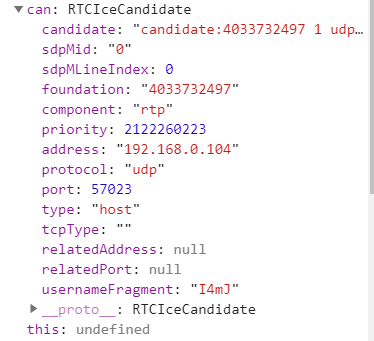 can: RTCIceCandidate
candidate: "candidate:4033732497 1 udp…
sdpMid: "0"
sdpMLineIndex: 0
foundation: "4033732497"
component: "rtp"
priority: 2122260223
address: "192.168.0.104"
protocol: "udp"
port: 57023
type: "host"
tcpType: ""
relatedAddress: null
relatedPort: null
usernameFragment: "I4mJ"
__proto__: RTCIceCandidate
this: undefined